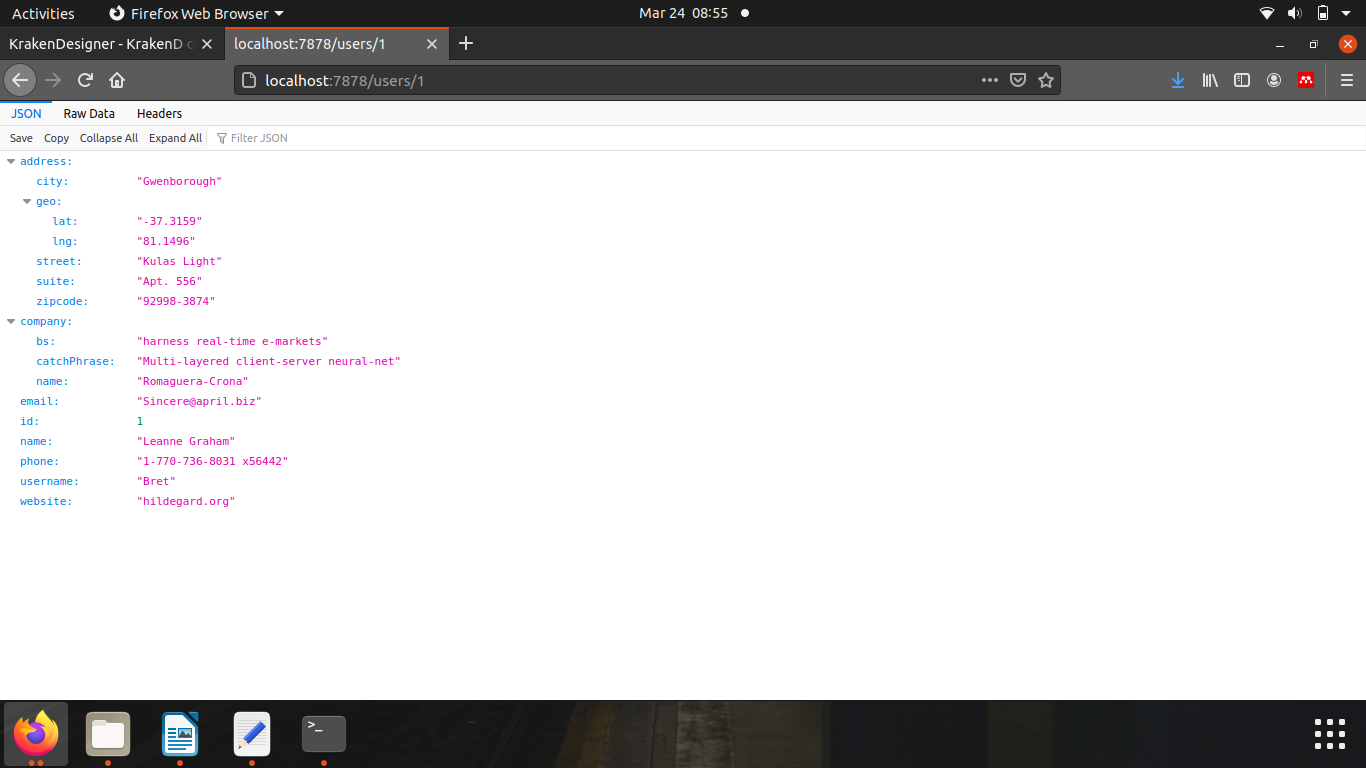 Activities Firefox Web Browser Mar 24 08:55
KrakenDesigner - KrakenD c localhost:7878/users/1
localhost:7878/users/1
JSON Raw Data Headers
Save Copy Collapse All Expand All Filter JSON
address:
city: "Gwenborough"
geo:
lat: "-37.3159"
lng: "81.1496"
street: "Kulas Light"
suite: "Apt. 556"
zipcode: "92998-3874"
company:
bs: "harness real-time e-markets"
catchPhrase: "Multi-layered client-server neural-net"
name: "Romaguera-Crona"
email: "Sincere@april.biz"
id: 1
name: "Leanne Graham"
phone: "1-770-736-8031 x56442"
username: "Bret"
website: "hildegard.org"
>_